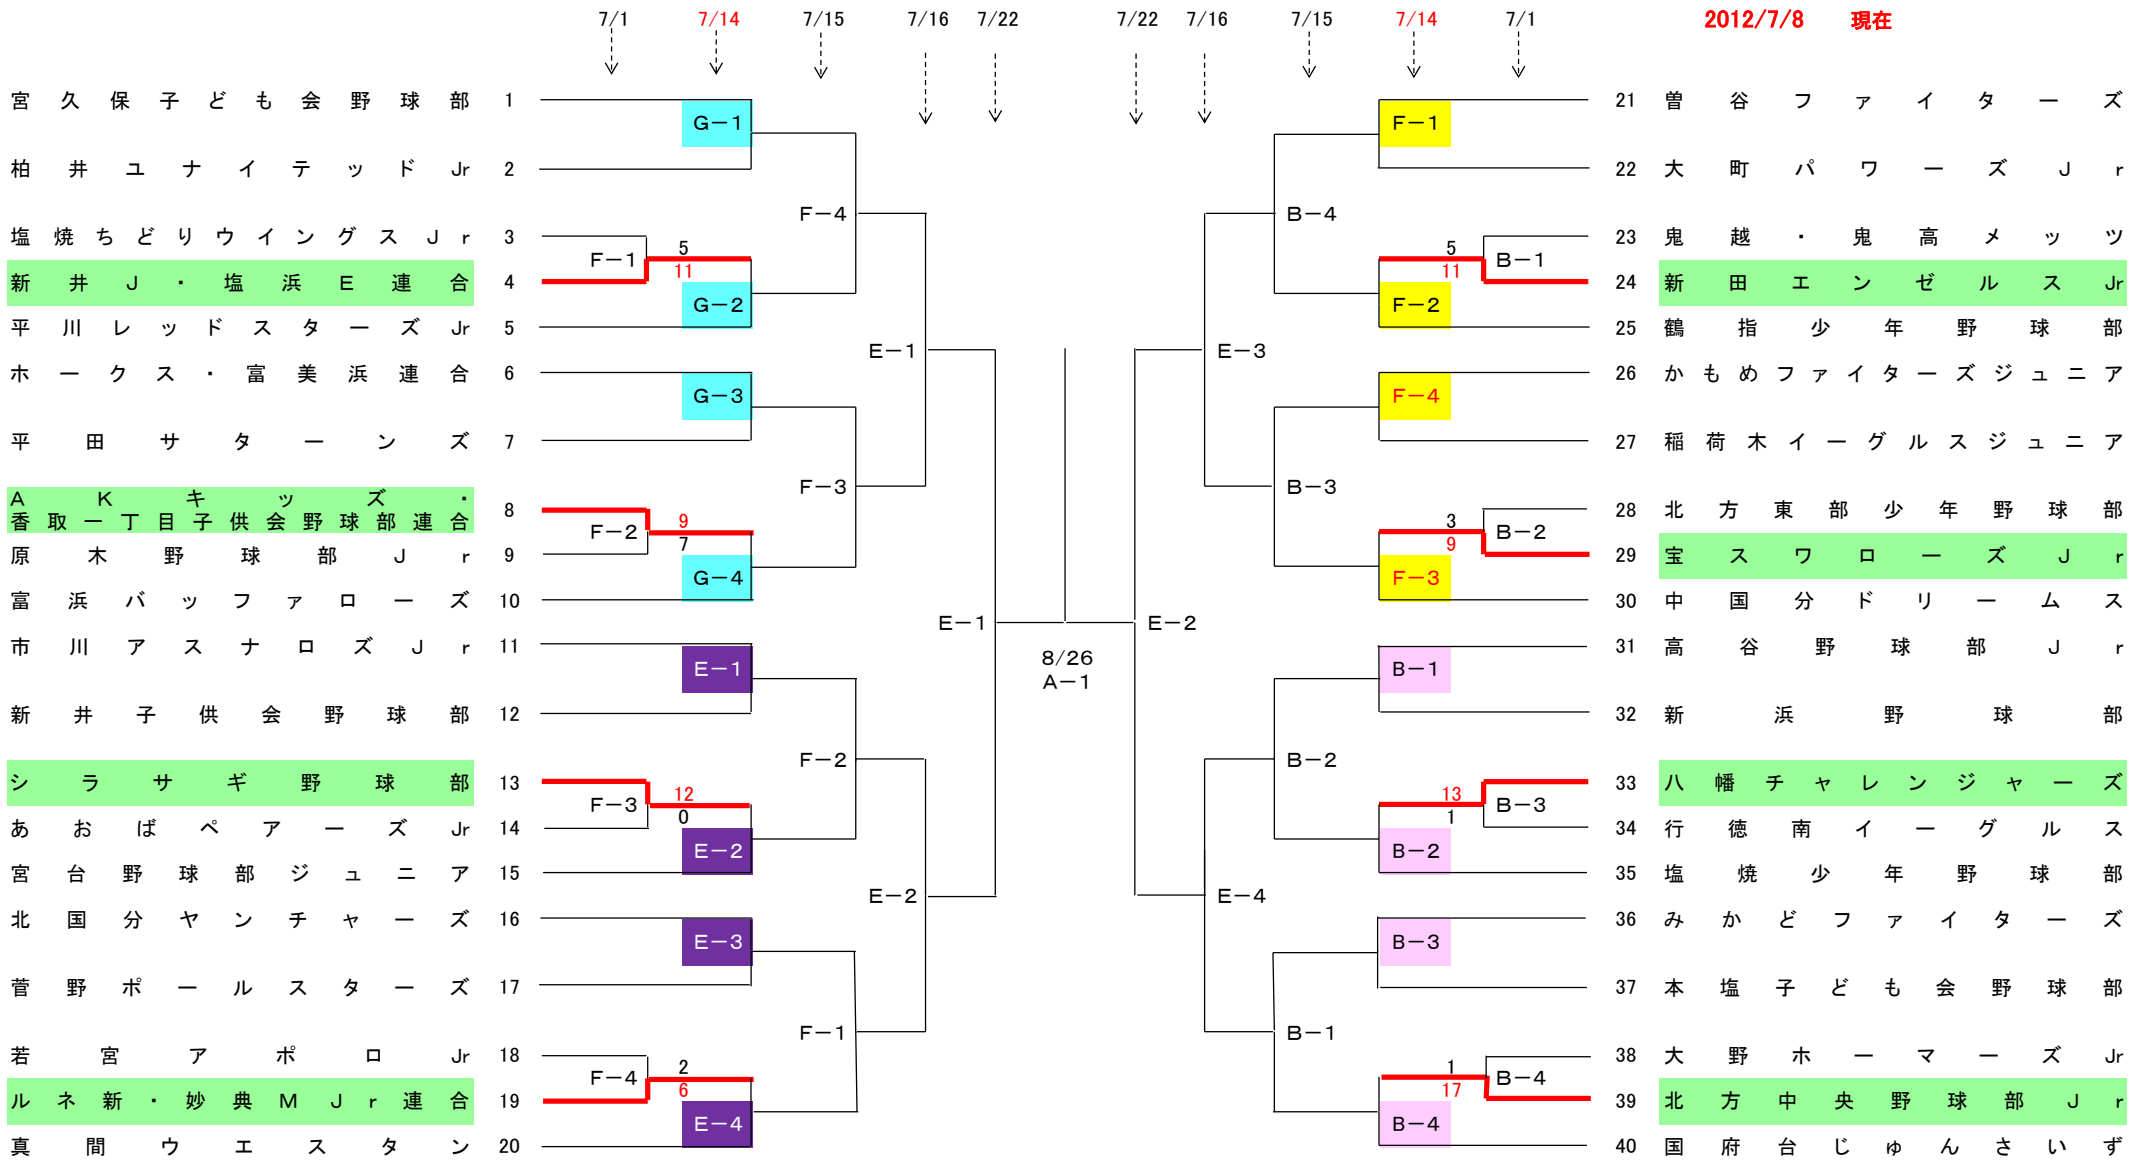 7/1 7/14 7/15 7/16 7/22 7/22 7/16 7/15 7/14 7/1 2012/7/8 現在
宮久保子ども会野球部 1
G－1
柏井ユナイテッドJr 2
F－4
塩焼ちどりウイングスJr 3
F－1 5
11
新井J・塩浜E連合 4
G－2
平川レッドスターズJr 5
E－1
ホークス・富美浜連合 6
G－3
平田サターンズ 7
F－3
AKキッズ・
香取一丁目子供会野球部連合 8
F－2 9
7
原木野球部Jr 9
G－4
富浜バッファローズ 10
E－1
市川アスナロズJr 11
E－1
新井子供会野球部 12
F－2
シラサギ野球部 13
F－3 12
0
あおばペアーズJr 14
E－2
宮台野球部ジュニア 15
E－2
北国分ヤンチャーズ 16
E－3
菅野ポールスターズ 17
F－1
若宮アポロJr 18
F－4 2
6
ルネ新・妙典MJr連合 19
E－4
真間ウエスタン 20
8/26
A－1
21 曽谷ファイターズ
F－1
22 大町パワーズJr
B－4
23 鬼越・鬼高メッツ
5 B－1
11
24 新田エンゼルスJr
F－2
25 鶴指少年野球部
E－3
26 かもめファイターズジュニア
F－4
27 稲荷木イーグルスジュニア
B－3
28 北方東部少年野球部
3 B－2
9
29 宝スワローズJr
F－3
30 中国分ドリームス
E－2
31 高谷野球部Jr
B－1
32 新浜野球部
B－2
33 八幡チャレンジャーズ
13 B－3
1
34 行徳南イーグルス
B－2
35 塩焼少年野球部
E－4
36 みかどファイターズ
B－3
37 本塩子ども会野球部
B－1
38 大野ホーマーズJr
1 B－4
17
39 北方中央野球部Jr
B－4
40 国府台じゅんさいず